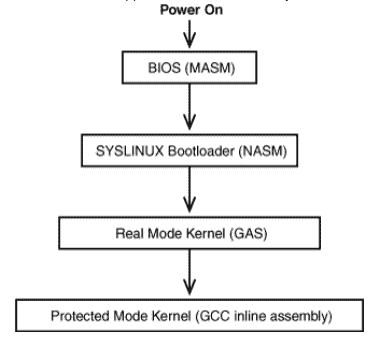 Power On
BIOS (MASM)
SYSLINUX Bootloader (NASM)
Real Mode Kernel (GAS)
Protected Mode Kernel (GCC inline assembly)